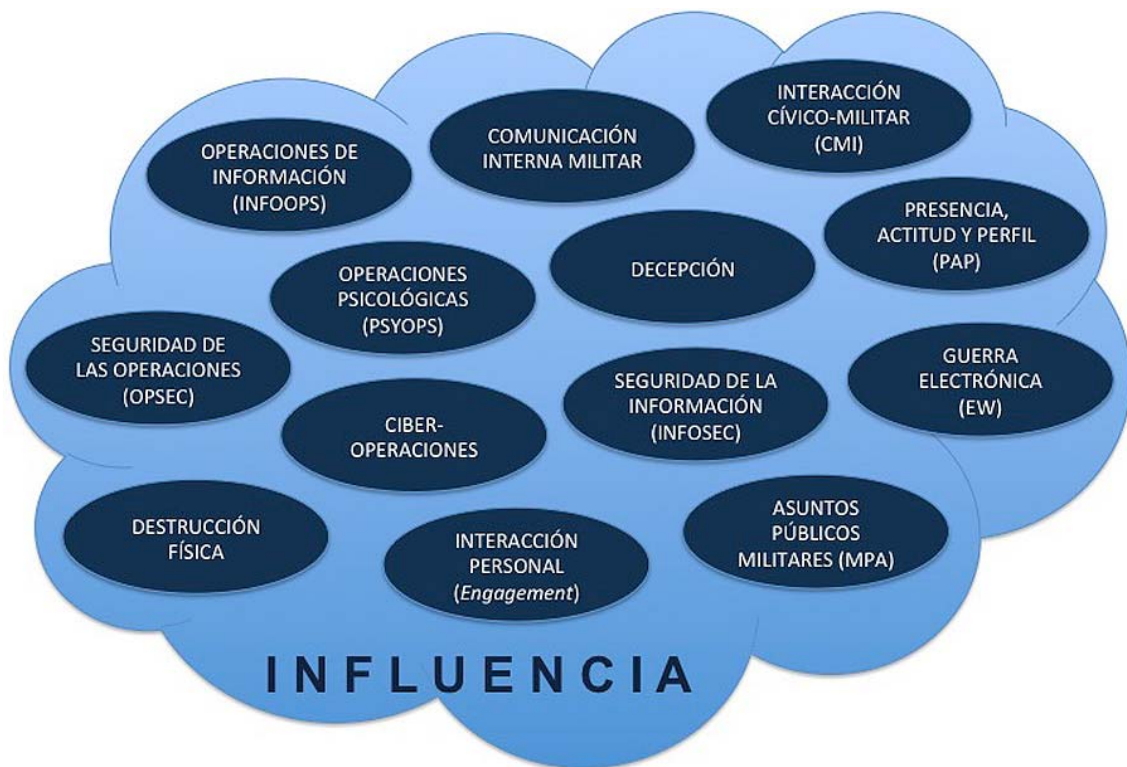 OPERACIONES DE
INFORMACIÓN
(INFOOPS)
COMUNICACIÓN
INTERNA MILITAR
INTERACCIÓN
CÍVICO-MILITAR
(CMI)
PRESENCIA,
ACTITUD Y PERFIL
(PAP)
OPERACIONES
PSICOLÓGICAS
(PSYOPS)
DECEPCIÓN
SEGURIDAD DE
LAS OPERACIONES
(OPSEC)
CIBER-
OPERACIONES
SEGURIDAD DE LA
INFORMACIÓN
(INFOSEC)
GUERRA
ELECTRÓNICA
(EW)
DESTRUCCIÓN
FÍSICA
INTERACCIÓN
PERSONAL
(Engagement)
ASUNTOS
PÚBLICOS
MILITARES (MPA)
INFLUENCIA